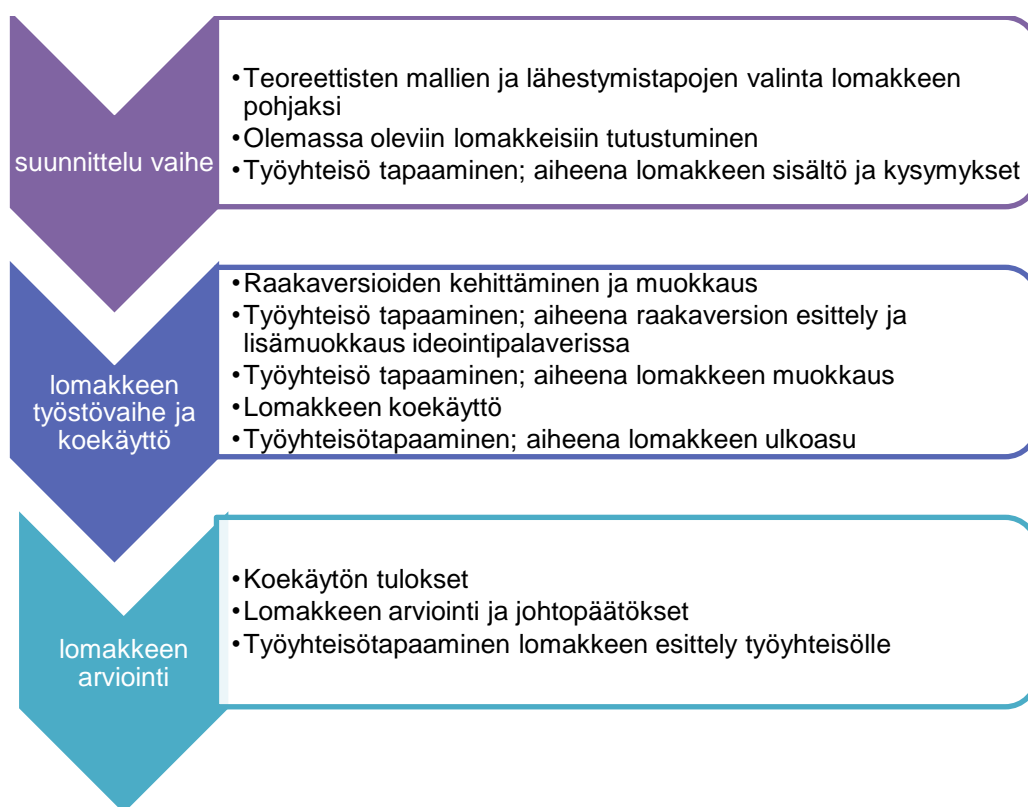 suunnittelu vaihe
•Teoreettisten mallien ja lähestymistapojen valinta lomakkeen
pohjaksi
•Olemassa oleviin lomakkeisiin tutustuminen
•Työyhteisö tapaaminen; aiheena lomakkeen sisältö ja kysymykset
lomakkeen
työstövaihe ja
koekäyttö
•Raakaversioiden kehittäminen ja muokkaus
•Työyhteisö tapaaminen; aiheena raakaversion esittely ja
lisämuokkaus ideointipalaverissa
•Työyhteisö tapaaminen; aiheena lomakkeen muokkaus
•Lomakkeen koekäyttö
•Työyhteisötapaaminen; aiheena lomakkeen ulkoasu
lomakkeen
arviointi
•Koekäytön tulokset
•Lomakkeen arviointi ja johtopäätökset
•Työyhteisötapaaminen lomakkeen esittely työyhteisölle